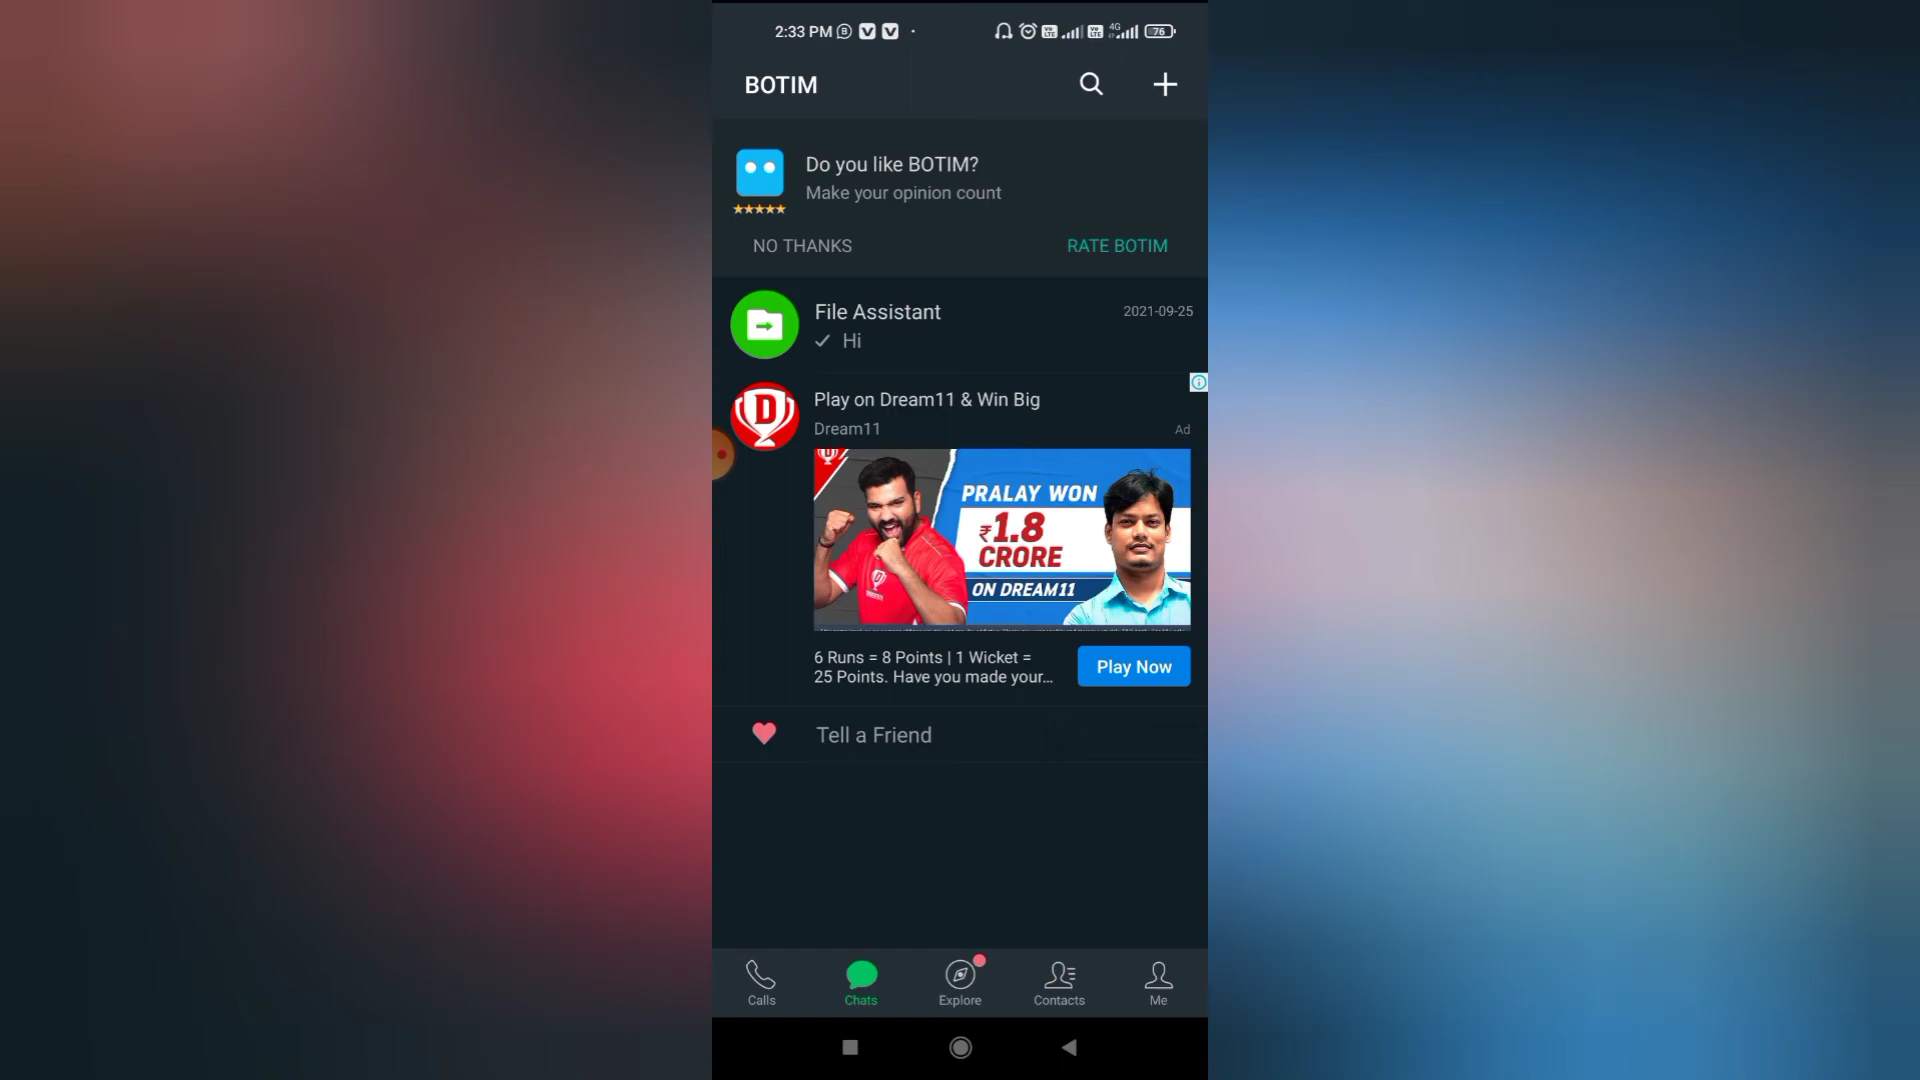 2:33 PM
4G
76
BOTIM
Do you like BOTIM?
Make your opinion count
NO THANKS
RATE BOTIM
File Assistant
2021-09-25
Hi
Play on Dream11 & Win Big
Dream11
Ad
D
PRALAY WON
₹1.8
CRORE
ON DREAM11
6 Runs = 8 Points | 1 Wicket =
25 Points. Have you made your...
Play Now
Tell a Friend
Calls
Chats
Explore
Contacts
Me